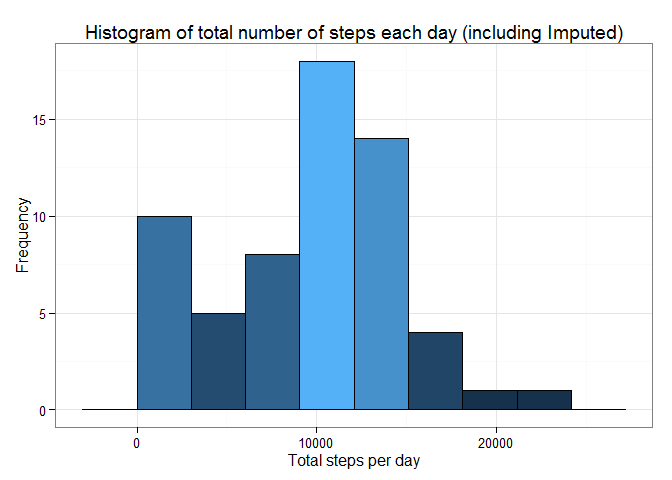 Histogram of total number of steps each day (including Imputed)
15
10
5
0
Frequency
0 10000 20000
Total steps per day